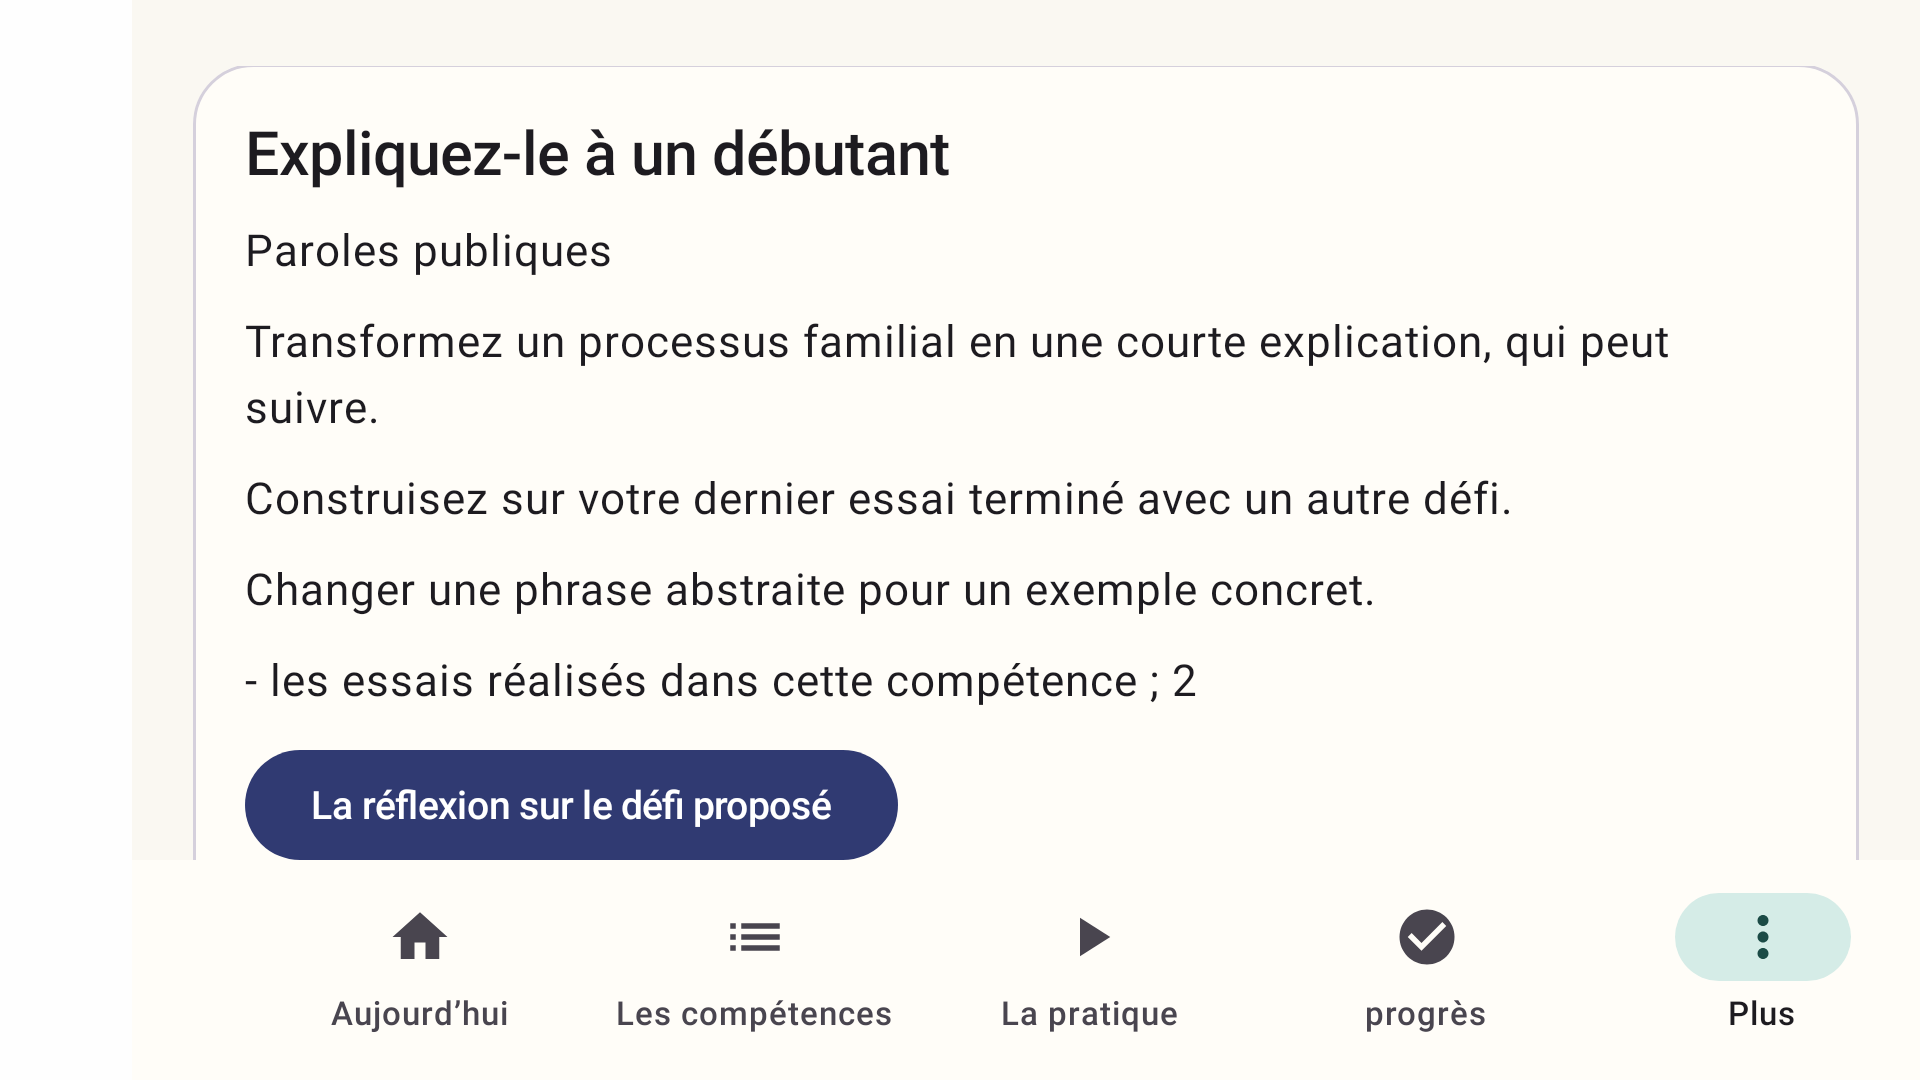 Expliquez-le à un débutant
Paroles publiques
Transformez un processus familial en une courte explication, qui peut
suivre.
Construisez sur votre dernier essai terminé avec un autre défi.
Changer une phrase abstraite pour un exemple concret.
- les essais réalisés dans cette compétence ; 2
La réflexion sur le défi proposé
Aujourd’hui
Les compétences
La pratique
progrès
Plus